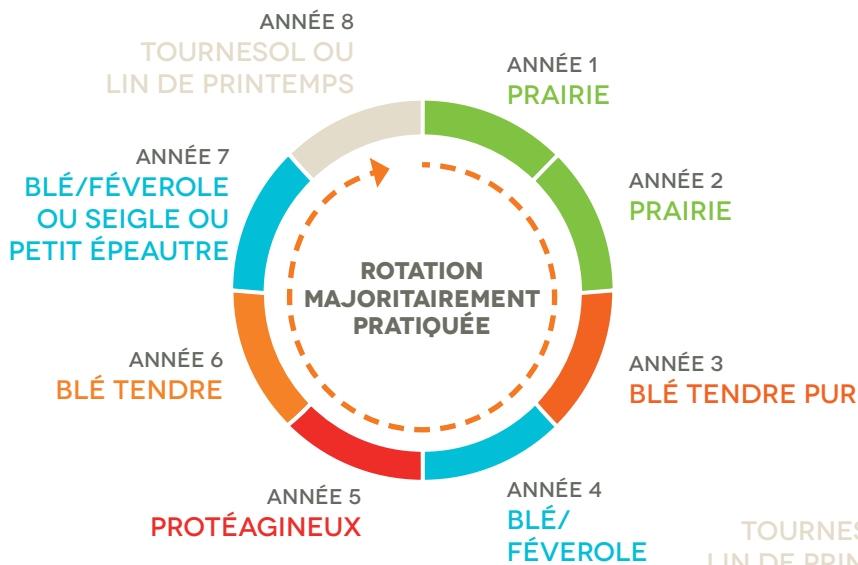 ANNÉE 8
TOURNESOL OU
LIN DE PRINTEMPS
ANNÉE 1
PRAIRIE
ANNÉE 2
PRAIRIE
ANNÉE 3
BLÉ TENDRE PUR
ANNÉE 4
BLÉ/
FÉVEROLE
ANNÉE 5
PROTÉAGINEUX
ANNÉE 6
BLÉ TENDRE
ANNÉE 7
BLÉ/FÉVEROLE
OU SEIGLE OU
PETIT ÉPEAUTRE
ROTATION
MAJORITAIREMENT
PRATIQUÉE
LIN DE